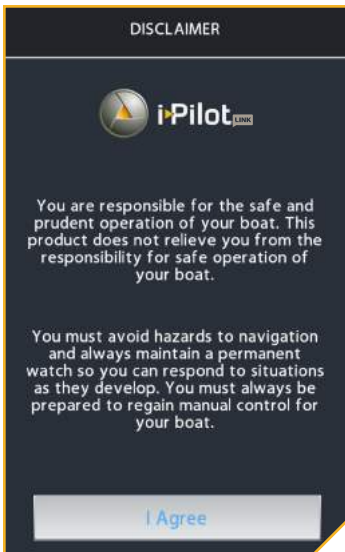 DISCLAIMER
i-Pilot LINK
You are responsible for the safe and
prudent operation of your boat. This
product does not relieve you from the
responsibility for safe operation of
your boat.
You must avoid hazards to navigation
and always maintain a permanent
watch so you can respond to situations
as they develop. You must always be
prepared to regain manual control for
your boat.
I Agree